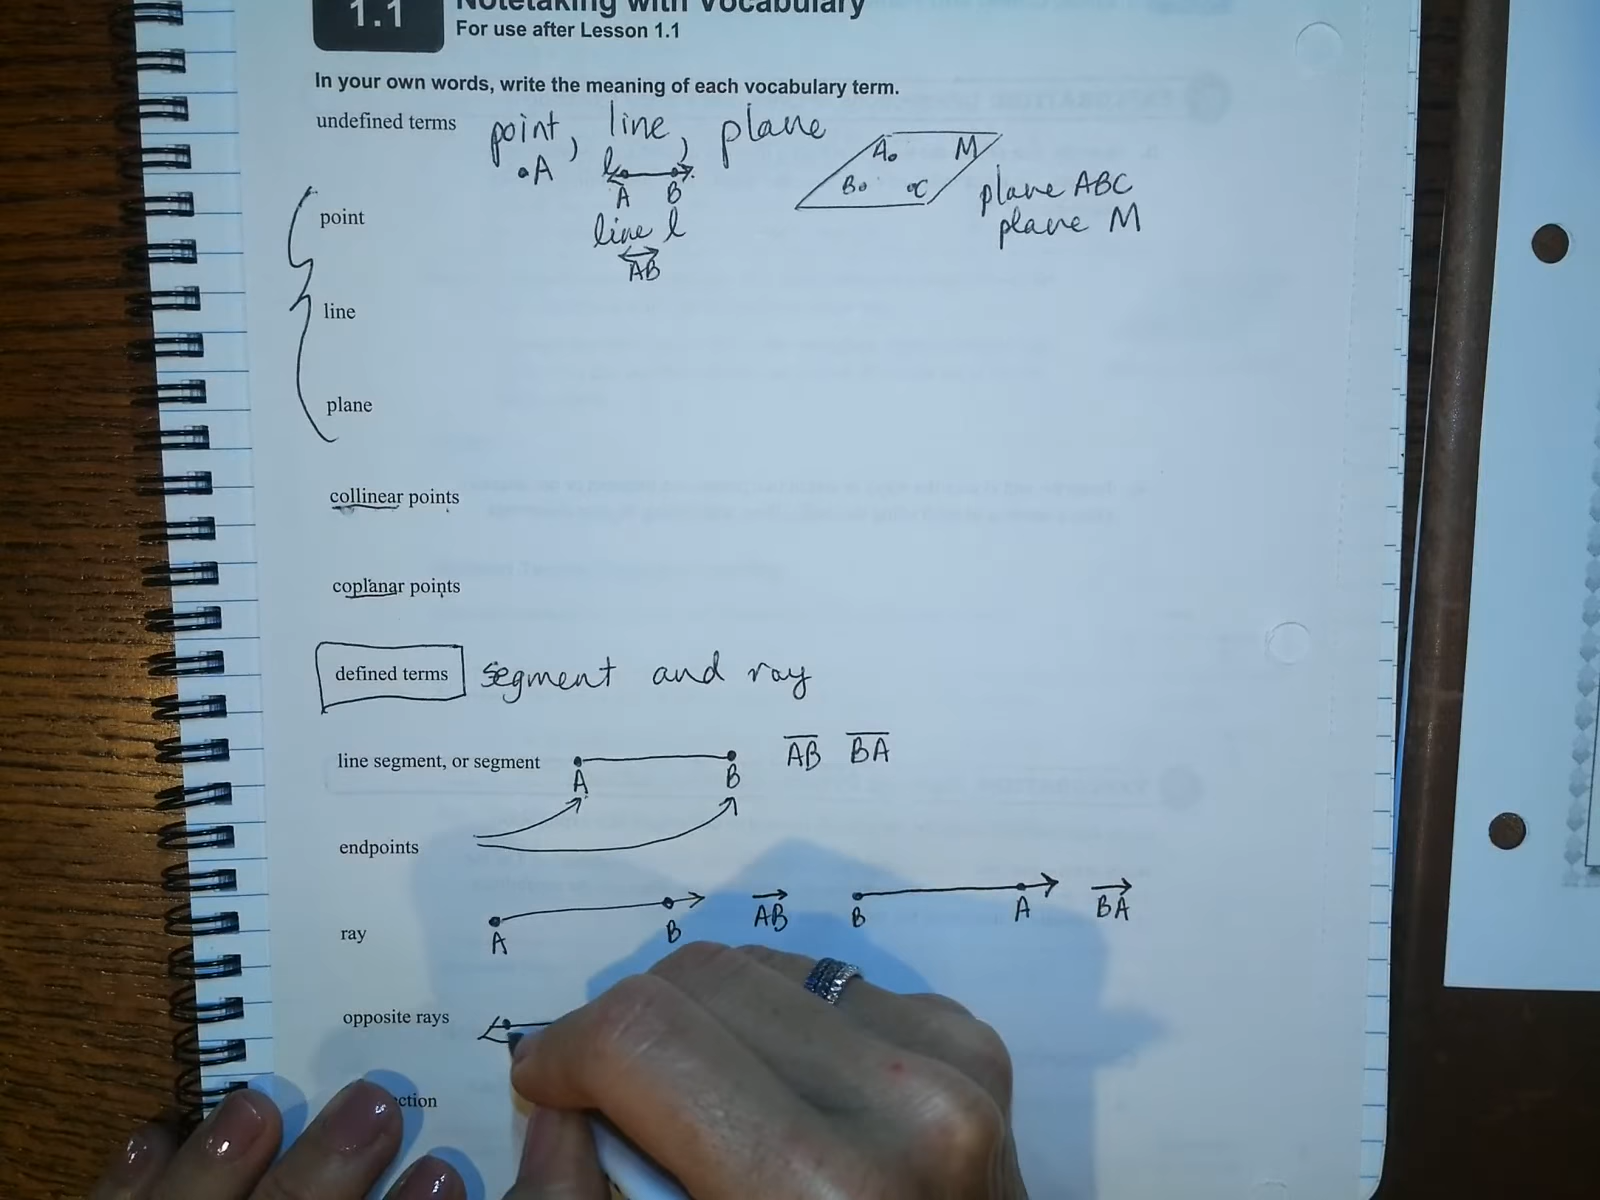 1.1 Notetaking with Vocabulary
For use after Lesson 1.1
In your own words, write the meaning of each vocabulary term.
undefined terms point, line, plane
A l A B A B C M
plane ABC
plane M
line l
AB
point
line
plane
collinear points
coplanar points
defined terms segment and ray
line segment, or segment A B AB BA
endpoints
ray A B AB B A BA
opposite rays